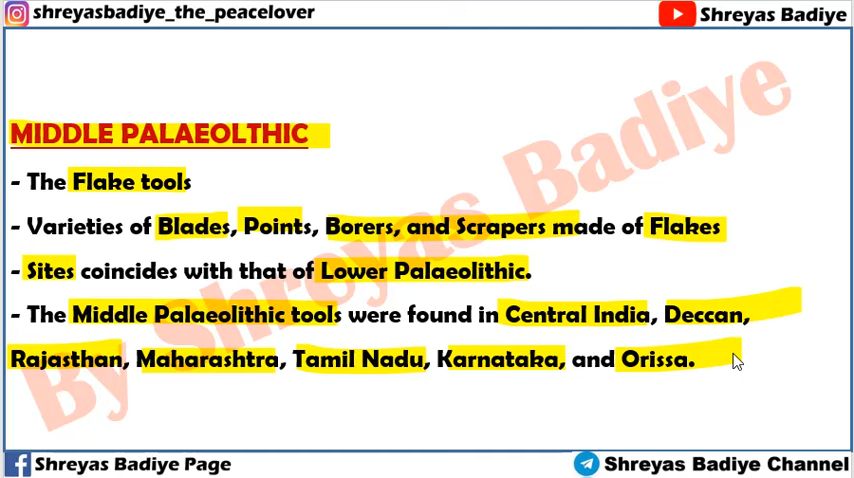 shreyasbadiye_the_peacelover
Shreyas Badiye
MIDDLE PALAEOLTHIC
- The Flake tools
- Varieties of Blades, Points, Borers, and Scrapers made of Flakes
- Sites coincides with that of Lower Palaeolithic.
- The Middle Palaeolithic tools were found in Central India, Deccan,
Rajasthan, Maharashtra, Tamil Nadu, Karnataka, and Orissa.
By Shreyas Badiye
Shreyas Badiye Page
Shreyas Badiye Channel